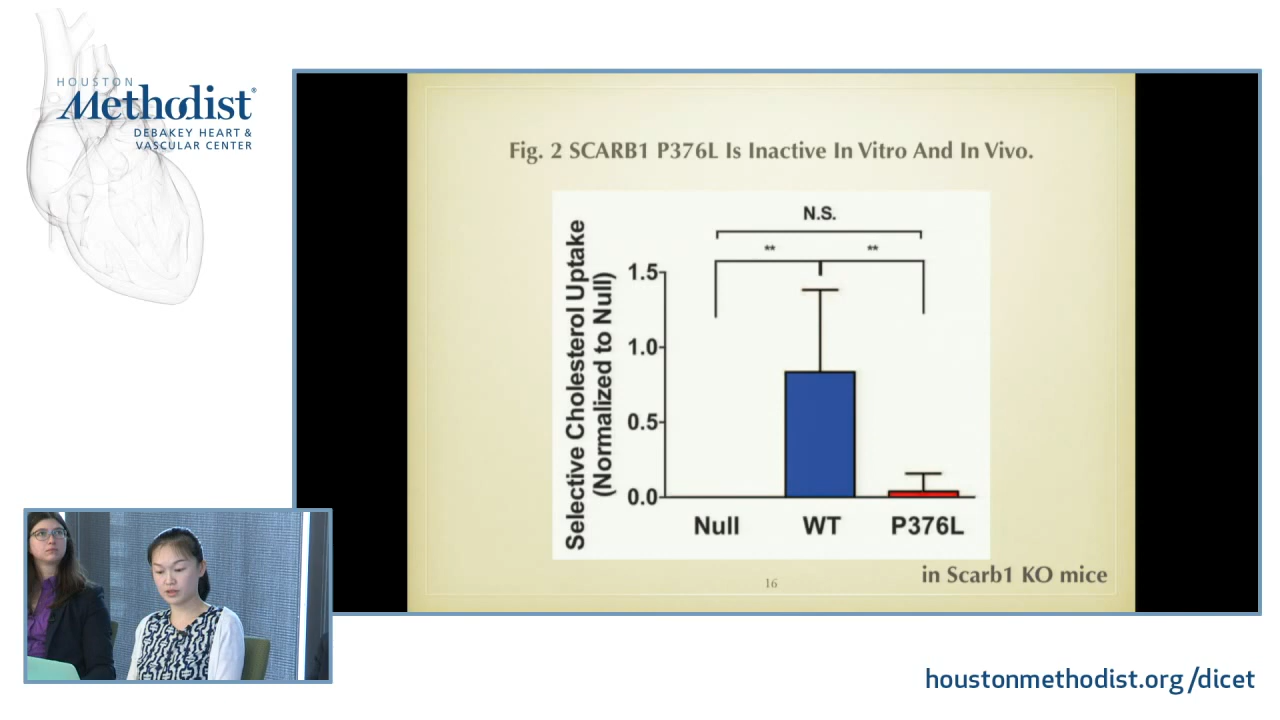 HOUSTON
Methodist®
DEBAKEY HEART &
VASCULAR CENTER
Fig. 2 SCARB1 P376L Is Inactive In Vitro And In Vivo.
N.S.
** **
Selective Cholesterol Uptake
(Normalized to Null)
1.5
1.0
0.5
0.0
Null WT P376L
in Scarb1 KO mice
16
houstonmethodist.org/dicet